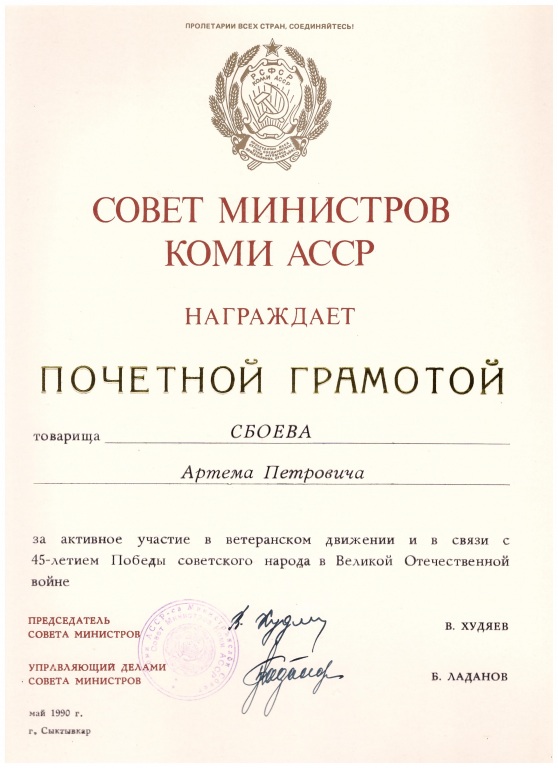 ПРОЛЕТАРИИ ВСЕХ СТРАН, СОЕДИНЯЙТЕСЬ!
РСФСР
КОМИ АССР
СОВЕТ МИНИСТРОВ
КОМИ АССР
НАГРАЖДАЕТ
ПОЧЕТНОЙ ГРАМОТОЙ
товарища СБОЕВА
Артема Петровича
за активное участие в ветеранском движении и в связи с
45-летием Победы советского народа в Великой Отечественной
войне
ПРЕДСЕДАТЕЛЬ
СОВЕТА МИНИСТРОВ
В. ХУДЯЕВ
УПРАВЛЯЮЩИЙ ДЕЛАМИ
СОВЕТА МИНИСТРОВ
Б. ЛАДАНОВ
май 1990 г.
г. Сыктывкар